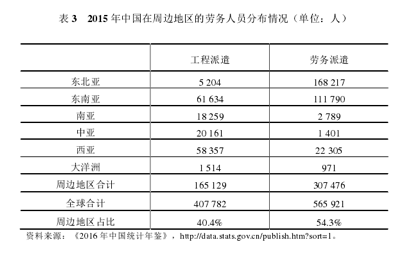 表 3 2015 年中国在周边地区的劳务人员分布情况（单位：人）
工程派遣 劳务派遣
东北亚 5 204 168 217
东南亚 61 634 111 790
南亚 18 259 2 789
中亚 20 161 1 401
西亚 58 357 22 305
大洋洲 1 514 971
周边地区合计 165 129 307 476
全球合计 407 782 565 921
周边地区占比 40.4% 54.3%
资料来源：《2016 年中国统计年鉴》，http://data.stats.gov.cn/publish.htm?sort=1。